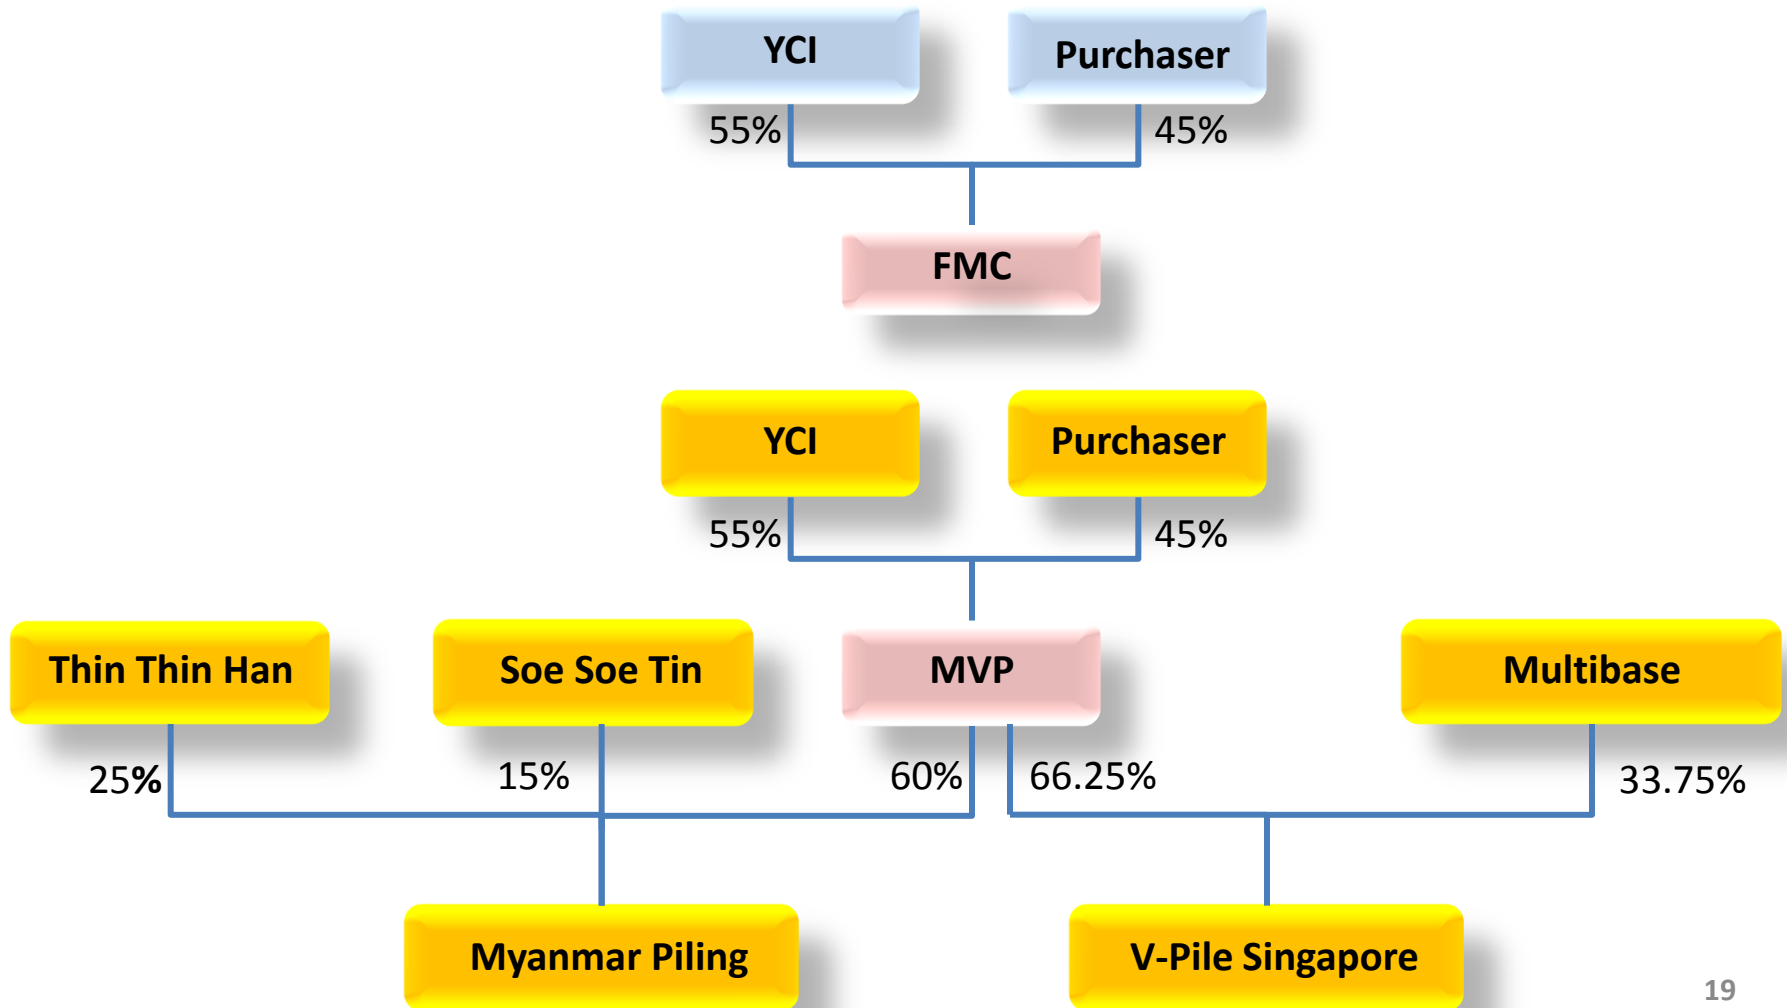 YCI
Purchaser
55%
45%
FMC
YCI
Purchaser
55%
45%
Thin Thin Han
Soe Soe Tin
MVP
Multibase
25%
15%
60%
66.25%
33.75%
Myanmar Piling
V-Pile Singapore
19